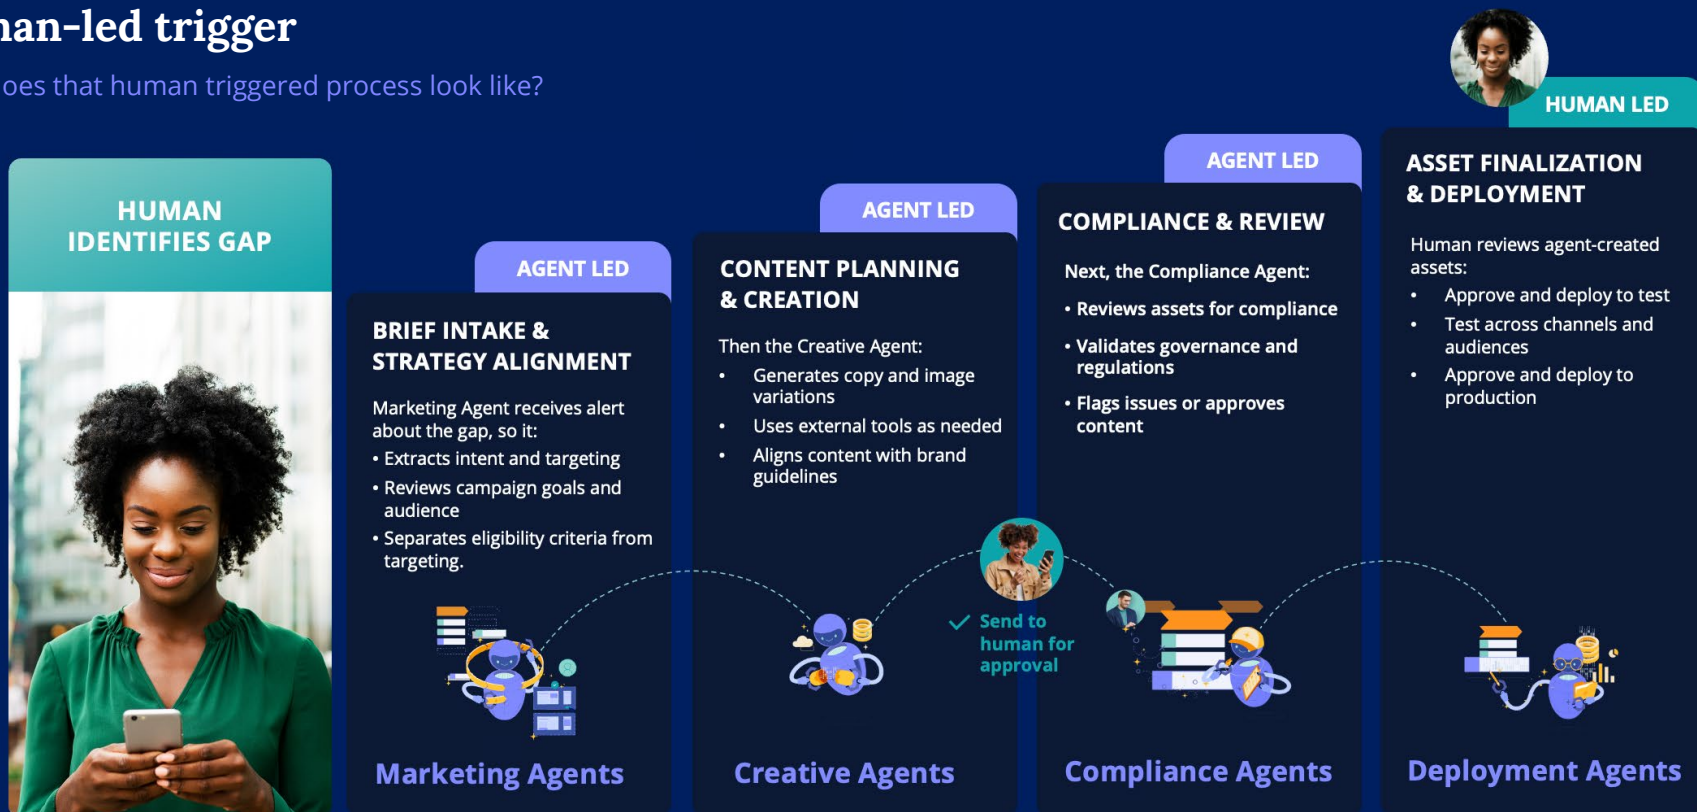 nan-led trigger
oes that human triggered process look like?
HUMAN
IDENTIFIES GAP
AGENT LED
BRIEF INTAKE &
STRATEGY ALIGNMENT
Marketing Agent receives alert
about the gap, so it:
• Extracts intent and targeting
• Reviews campaign goals and
audience
• Separates eligibility criteria from
targeting.
Marketing Agents
AGENT LED
CONTENT PLANNING
& CREATION
Then the Creative Agent:
• Generates copy and image
variations
• Uses external tools as needed
• Aligns content with brand
guidelines
Send to
human for
approval
Creative Agents
AGENT LED
COMPLIANCE & REVIEW
Next, the Compliance Agent:
• Reviews assets for compliance
• Validates governance and
regulations
• Flags issues or approves
content
Compliance Agents
HUMAN LED
ASSET FINALIZATION
& DEPLOYMENT
Human reviews agent-created
assets:
• Approve and deploy to test
• Test across channels and
audiences
• Approve and deploy to
production
Deployment Agents